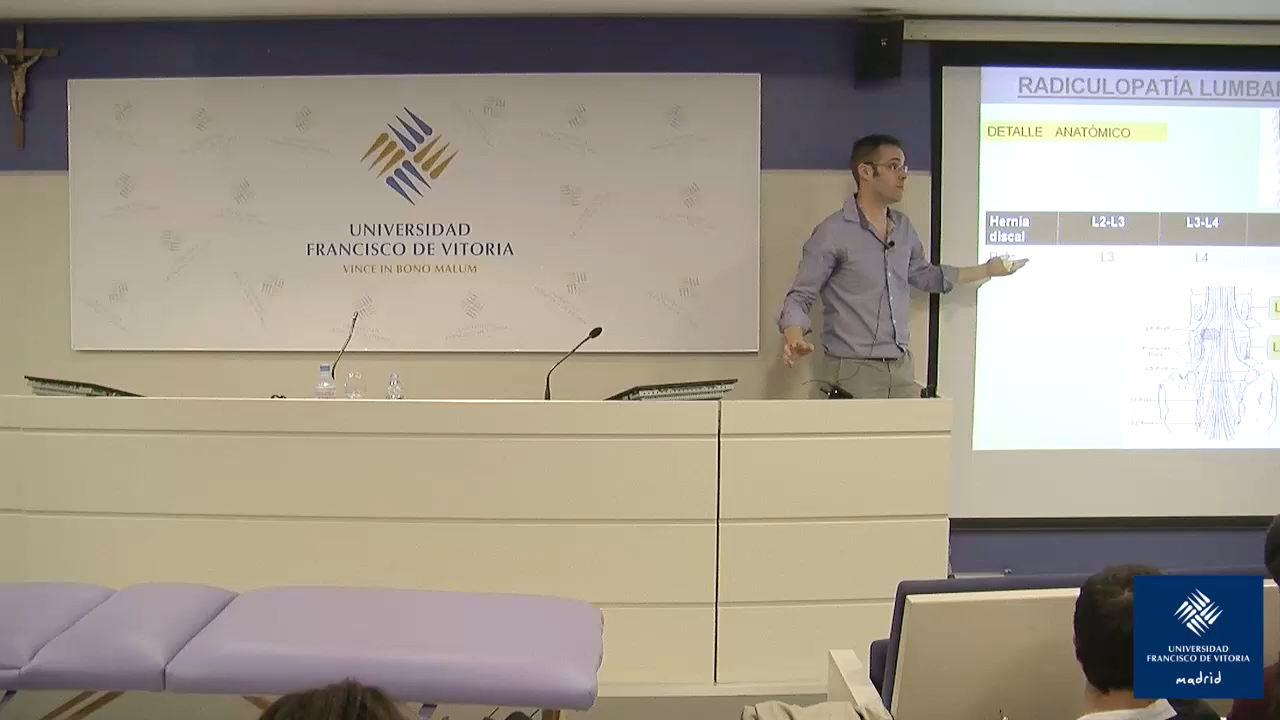 UNIVERSIDAD
FRANCISCO DE VITORIA
VINCE IN BONO MALUM
RADICULOPATÍA LUMBAR
DETALLE ANATÓMICO
Hernia discal L2-L3 L3-L4
L3 L4
UNIVERSIDAD
FRANCISCO DE VITORIA
madrid